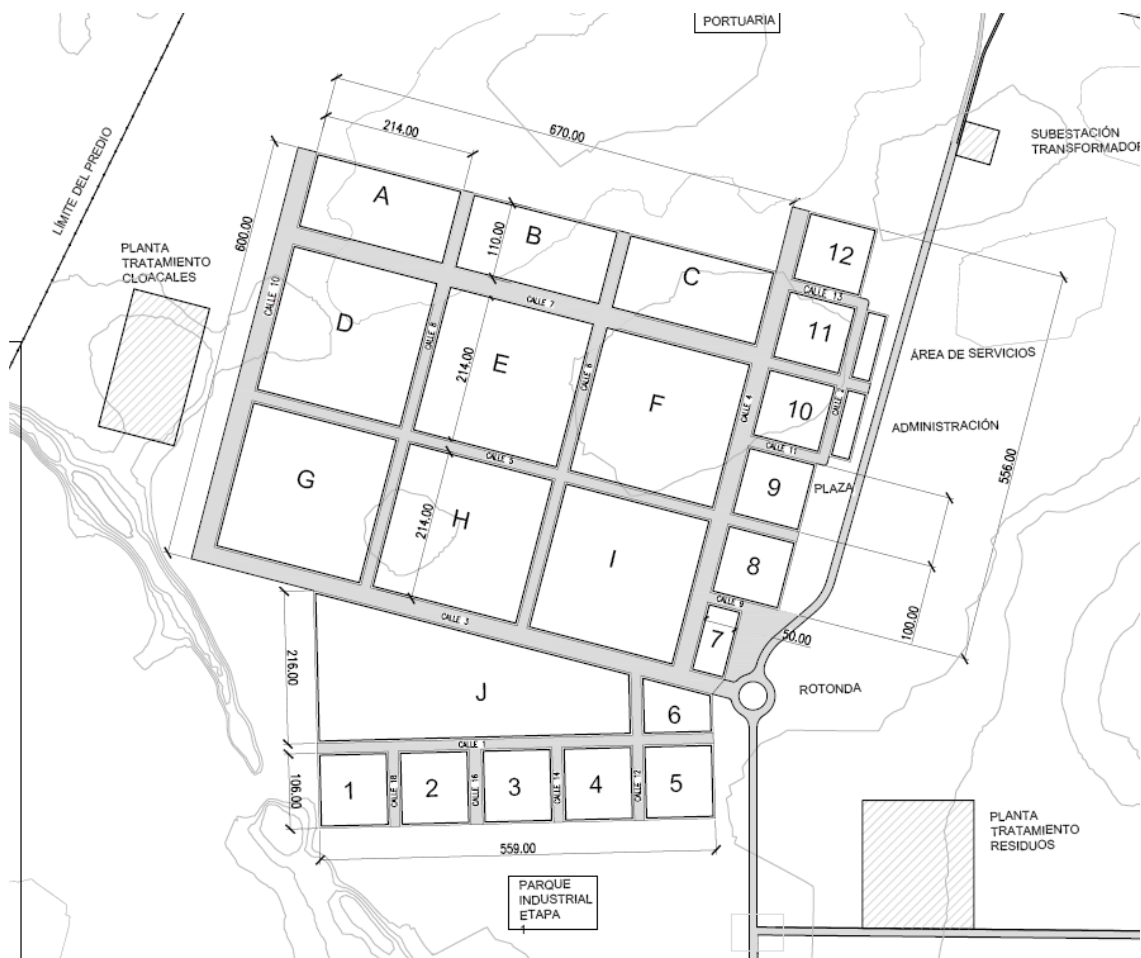 PORTUARIA
SUBESTACIÓN
TRANSFORMADOR
LÍMITE DEL PREDIO
670.00
214.00
A
B
C
12
110.00
600.00
PLANTA
TRATAMIENTO
CLOACALES
CALLE 10
CALLE 7
CALLE 13
D
E
F
11
CALLE 8
214.00
CALLE 6
CALLE 4
CALLE 2
10
ÁREA DE SERVICIOS
ADMINISTRACIÓN
CALLE 11
CALLE 5
556.00
G
H
I
9
PLAZA
214.00
8
CALLE 9
7
50.00
100.00
CALLE 3
216.00
J
6
ROTONDA
CALLE 1
106.00
1
CALLE 18
2
CALLE 16
3
CALLE 14
4
CALLE 12
5
559.00
PLANTA
TRATAMIENTO
RESIDUOS
PARQUE
INDUSTRIAL
ETAPA
1